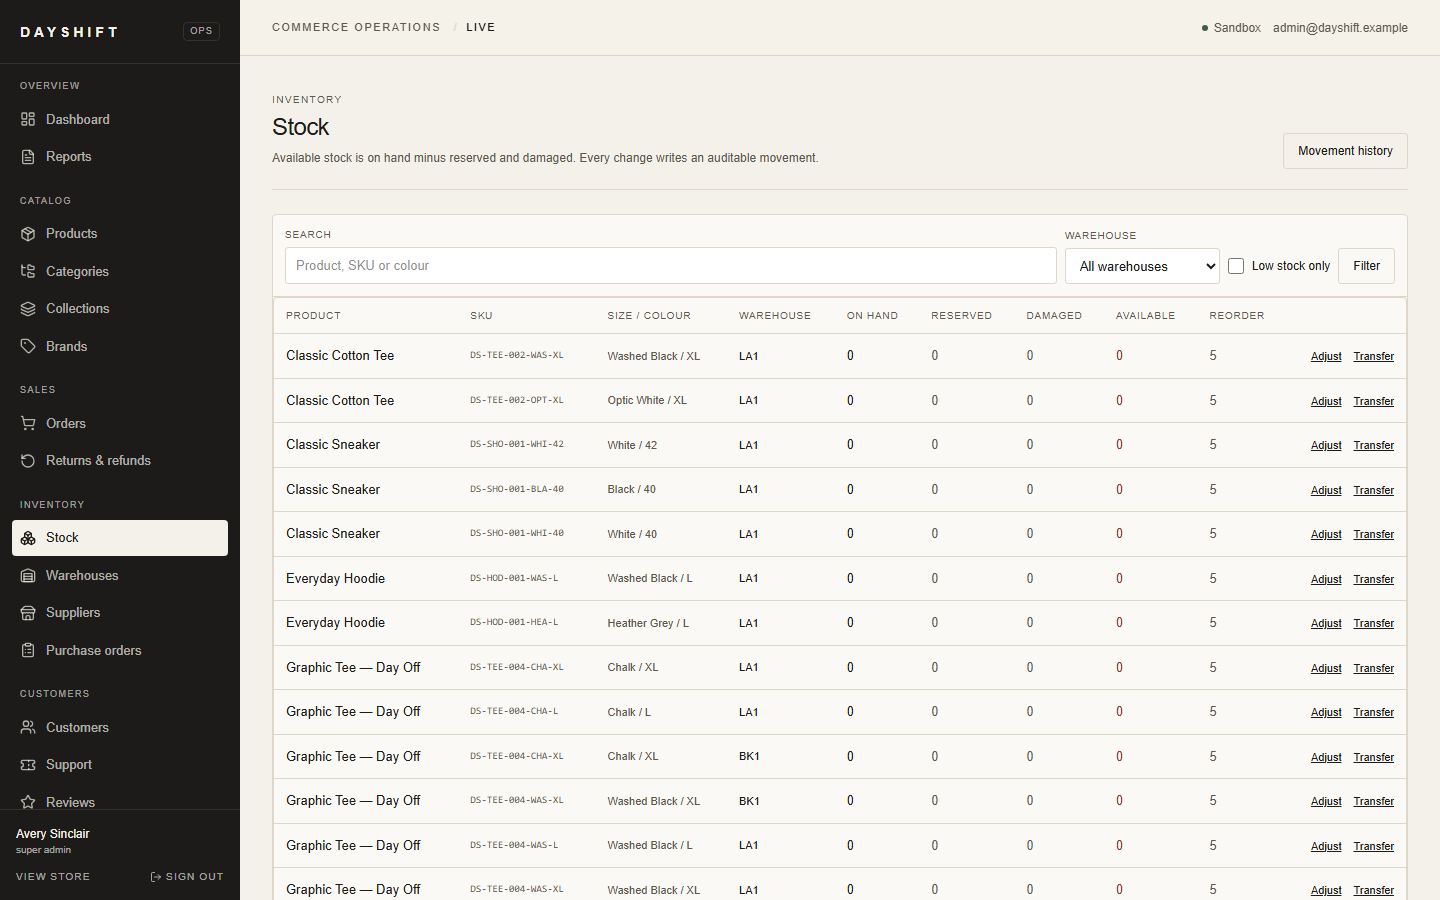 DAYSHIFT
OPS
OVERVIEW
Dashboard
Reports
CATALOG
Products
Categories
Collections
Brands
SALES
Orders
Returns & refunds
INVENTORY
Stock
Warehouses
Suppliers
Purchase orders
CUSTOMERS
Customers
Support
Reviews
Avery Sinclair
super admin
VIEW STORE
SIGN OUT
COMMERCE OPERATIONS / LIVE
Sandbox admin@dayshift.example
INVENTORY
Stock
Available stock is on hand minus reserved and damaged. Every change writes an auditable movement.
Movement history
SEARCH
Product, SKU or colour
WAREHOUSE
All warehouses
Low stock only
Filter
PRODUCT SKU SIZE / COLOUR WAREHOUSE ON HAND RESERVED DAMAGED AVAILABLE REORDER
Classic Cotton Tee DS-TEE-002-WAS-XL Washed Black / XL LA1 0 0 0 0 5 Adjust Transfer
Classic Cotton Tee DS-TEE-002-OPT-XL Optic White / XL LA1 0 0 0 0 5 Adjust Transfer
Classic Sneaker DS-SHO-001-WHI-42 White / 42 LA1 0 0 0 0 5 Adjust Transfer
Classic Sneaker DS-SHO-001-BLA-40 Black / 40 LA1 0 0 0 0 5 Adjust Transfer
Classic Sneaker DS-SHO-001-WHI-40 White / 40 LA1 0 0 0 0 5 Adjust Transfer
Everyday Hoodie DS-HOD-001-WAS-L Washed Black / L LA1 0 0 0 0 5 Adjust Transfer
Everyday Hoodie DS-HOD-001-HEA-L Heather Grey / L LA1 0 0 0 0 5 Adjust Transfer
Graphic Tee — Day Off DS-TEE-004-CHA-XL Chalk / XL LA1 0 0 0 0 5 Adjust Transfer
Graphic Tee — Day Off DS-TEE-004-CHA-L Chalk / L LA1 0 0 0 0 5 Adjust Transfer
Graphic Tee — Day Off DS-TEE-004-CHA-XL Chalk / XL BK1 0 0 0 0 5 Adjust Transfer
Graphic Tee — Day Off DS-TEE-004-WAS-XL Washed Black / XL BK1 0 0 0 0 5 Adjust Transfer
Graphic Tee — Day Off DS-TEE-004-WAS-L Washed Black / L LA1 0 0 0 0 5 Adjust Transfer
Graphic Tee — Day Off DS-TEE-004-WAS-XL Washed Black / XL LA1 0 0 0 0 5 Adjust Transfer